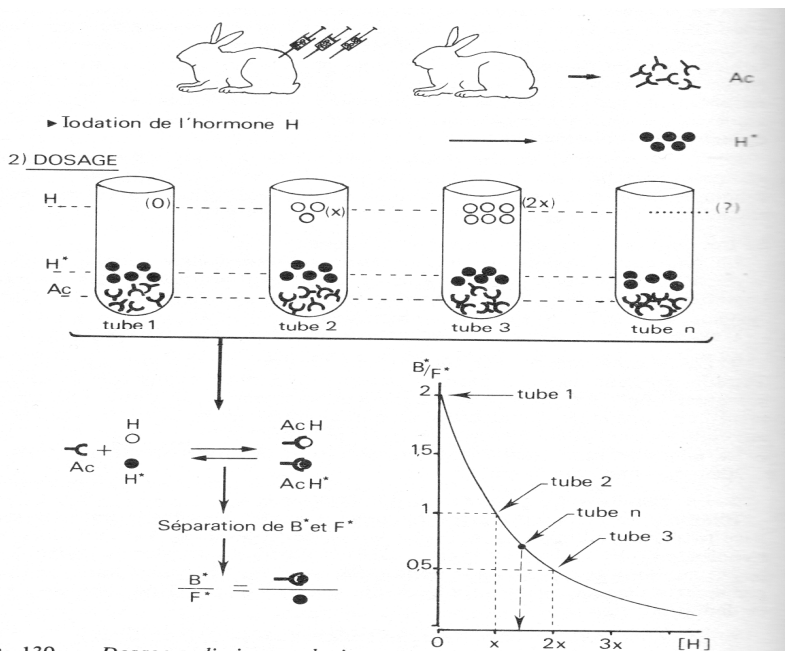 Ac
► Iodation de l'hormone H
H*
2) DOSAGE
H (0) (x) (2x) (?)
H*
Ac
tube 1 tube 2 tube 3 tube n
B*/F*
2
tube 1
1,5
tube 2
1
tube n
tube 3
0,5
0 x 2x 3x [H]
H
Ac + H*
Ac H
Ac H*
Séparation de B* et F*
B*/F* =